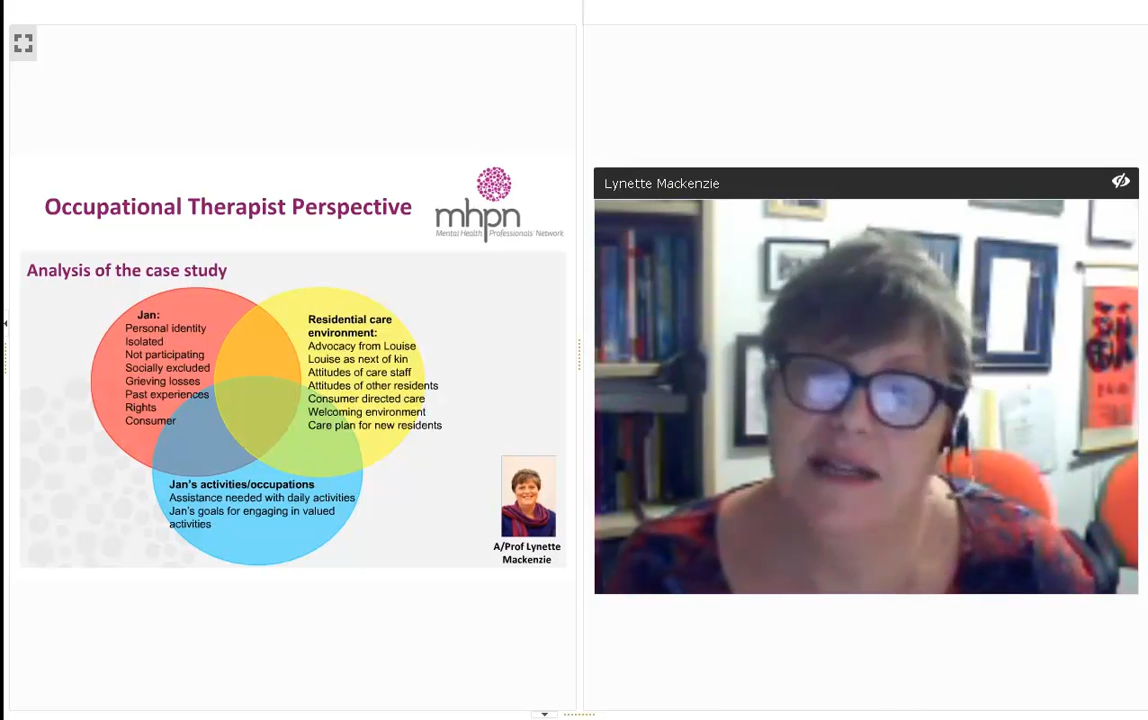 Occupational Therapist Perspective
mhpn
Mental Health Professionals' Network
Analysis of the case study
Jan:
Personal identity
Isolated
Not participating
Socially excluded
Grieving losses
Past experiences
Rights
Consumer
Residential care
environment:
Advocacy from Louise
Louise as next of kin
Attitudes of care staff
Attitudes of other residents
Consumer directed care
Welcoming environment
Care plan for new residents
Jan's activities/occupations
Assistance needed with daily activities
Jan's goals for engaging in valued
activities
A/Prof Lynette
Mackenzie
Lynette Mackenzie